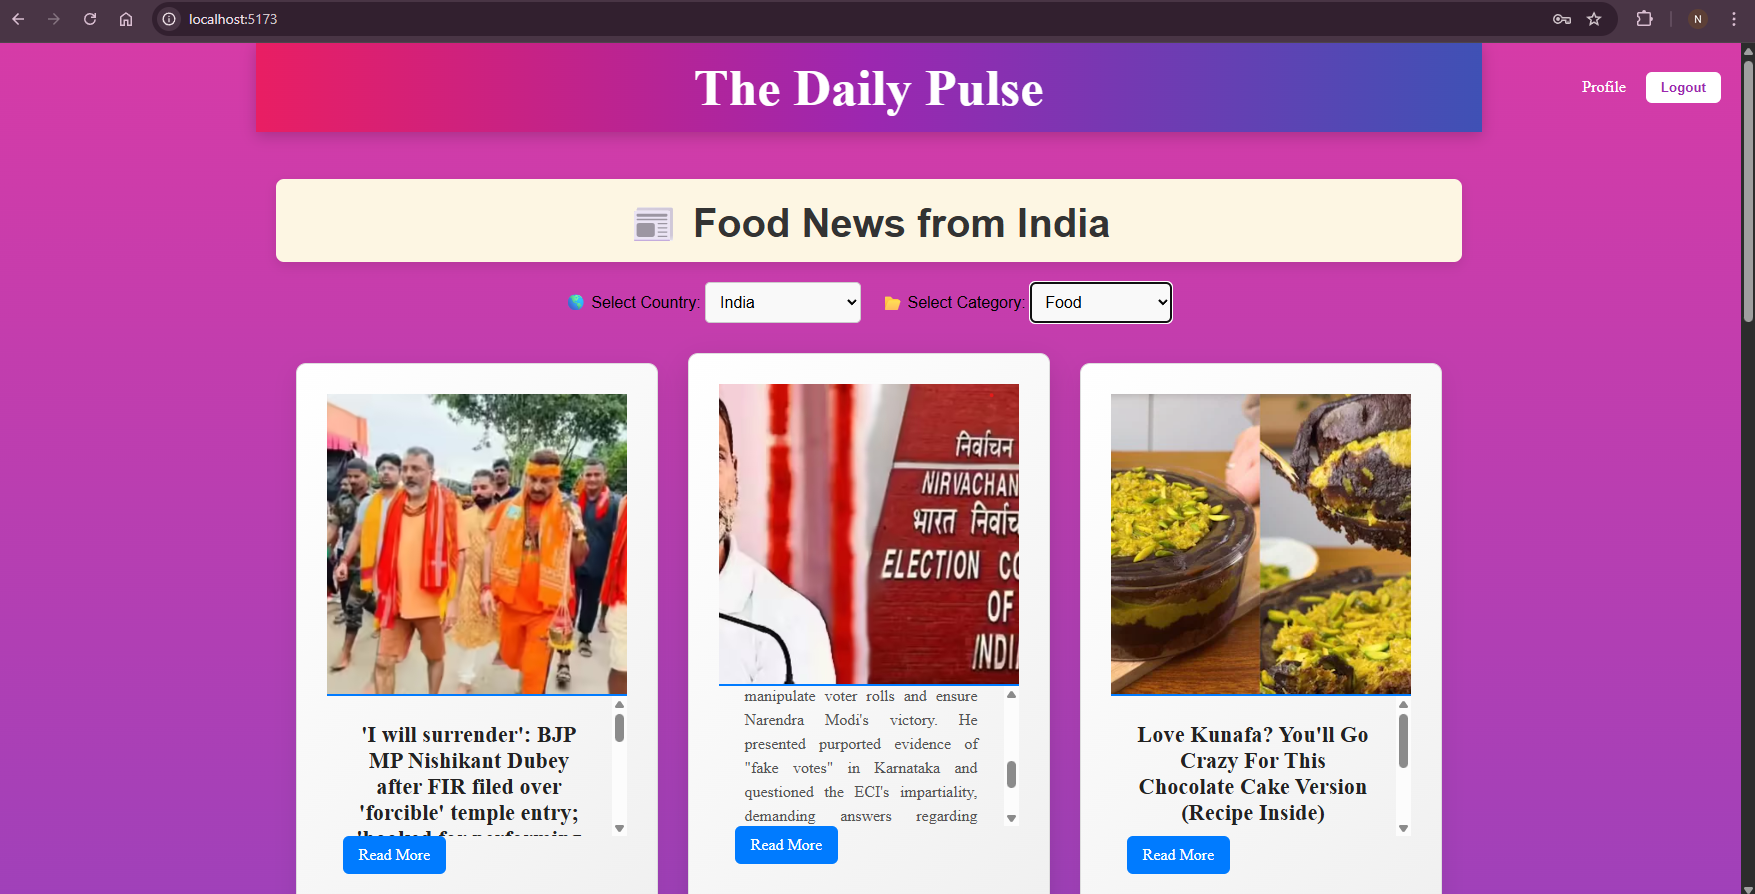 localhost:5173
N
The Daily Pulse
Profile
Logout
Food News from India
Select Country:
India
Select Category:
Food
'I will surrender': BJP
MP Nishikant Dubey
after FIR filed over
'forcible' temple entry;
Read More
निर्वाचन
NIRVACHAN
भारत निर्वाच
ELECTION CO
OF
INDI
manipulate voter rolls and ensure
Narendra Modi's victory. He
presented purported evidence of
"fake votes" in Karnataka and
questioned the ECI's impartiality,
demanding answers regarding
Read More
Love Kunafa? You'll Go
Crazy For This
Chocolate Cake Version
(Recipe Inside)
Read More